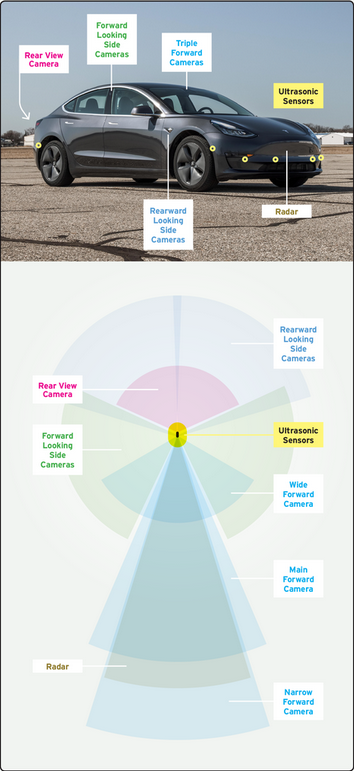 Forward
Looking
Side
Cameras
Rear View
Camera
Triple
Forward
Cameras
Ultrasonic
Sensors
Rearward
Looking
Side
Cameras
Radar
Rearward
Looking
Side
Cameras
Rear View
Camera
Ultrasonic
Sensors
Forward
Looking
Side
Cameras
Wide
Forward
Camera
Main
Forward
Camera
Radar
Narrow
Forward
Camera